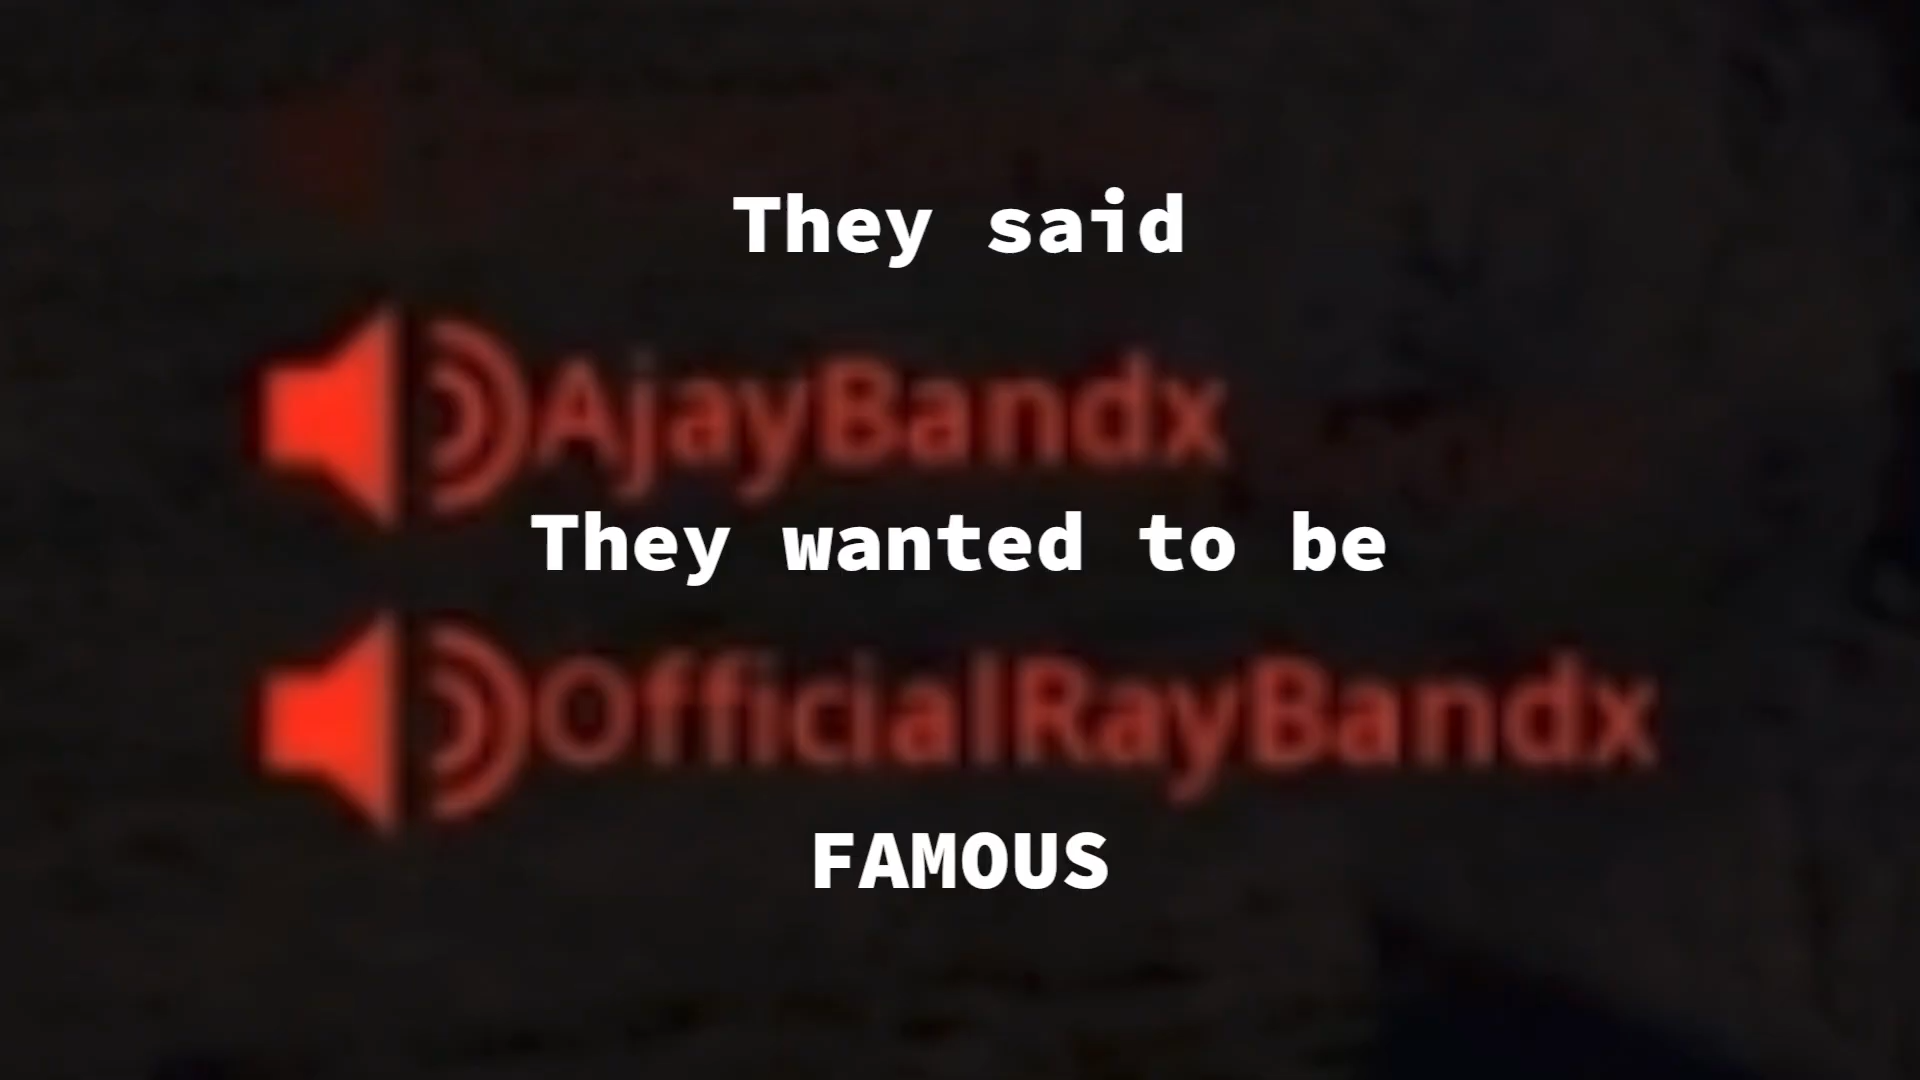 They said
AjayBandx
They wanted to be
OfficialRayBandx
FAMOUS